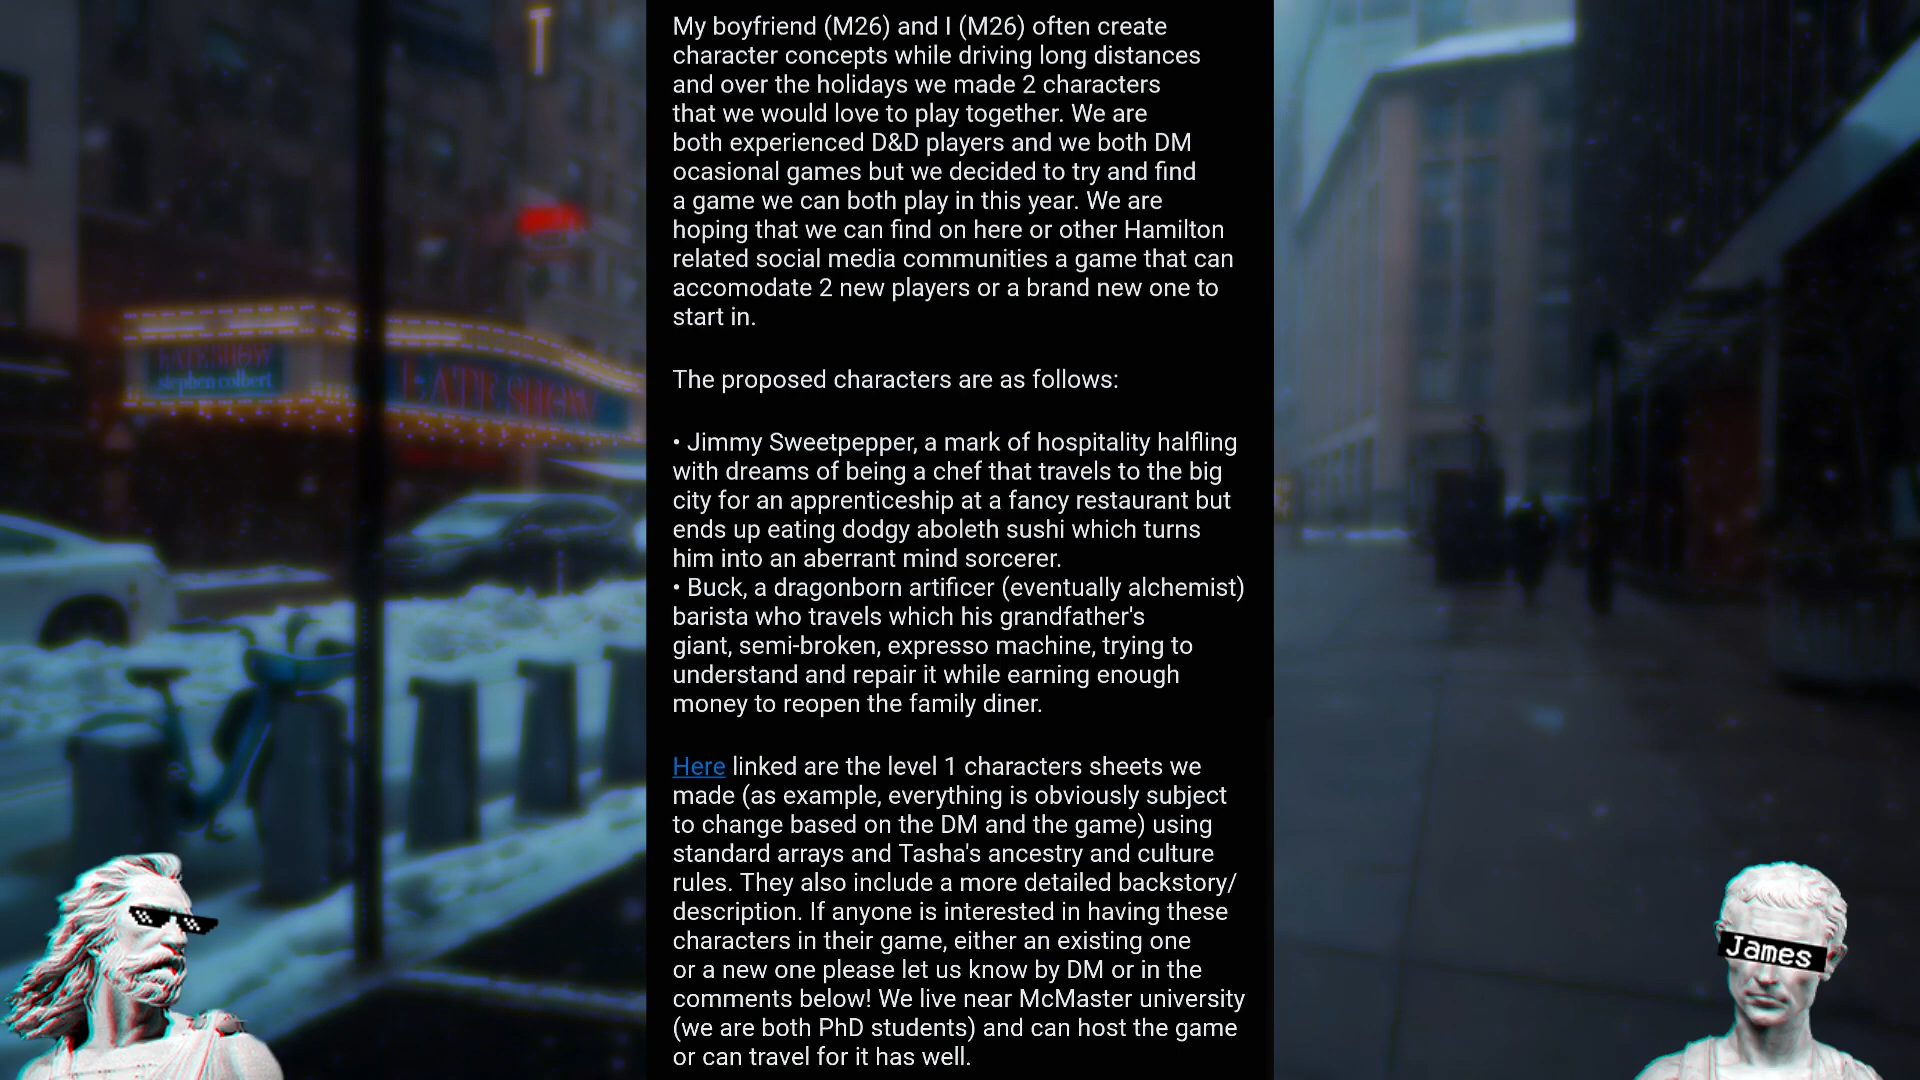 T
LATE SHOW
stephen colbert
LATE SHOW
My boyfriend (M26) and I (M26) often create
character concepts while driving long distances
and over the holidays we made 2 characters
that we would love to play together. We are
both experienced D&D players and we both DM
ocasional games but we decided to try and find
a game we can both play in this year. We are
hoping that we can find on here or other Hamilton
related social media communities a game that can
accomodate 2 new players or a brand new one to
start in.
The proposed characters are as follows:
• Jimmy Sweetpepper, a mark of hospitality halfling
with dreams of being a chef that travels to the big
city for an apprenticeship at a fancy restaurant but
ends up eating dodgy aboleth sushi which turns
him into an aberrant mind sorcerer.
• Buck, a dragonborn artificer (eventually alchemist)
barista who travels which his grandfather's
giant, semi-broken, expresso machine, trying to
understand and repair it while earning enough
money to reopen the family diner.
Here linked are the level 1 characters sheets we
made (as example, everything is obviously subject
to change based on the DM and the game) using
standard arrays and Tasha's ancestry and culture
rules. They also include a more detailed backstory/
description. If anyone is interested in having these
characters in their game, either an existing one
or a new one please let us know by DM or in the
comments below! We live near McMaster university
(we are both PhD students) and can host the game
or can travel for it has well.
James